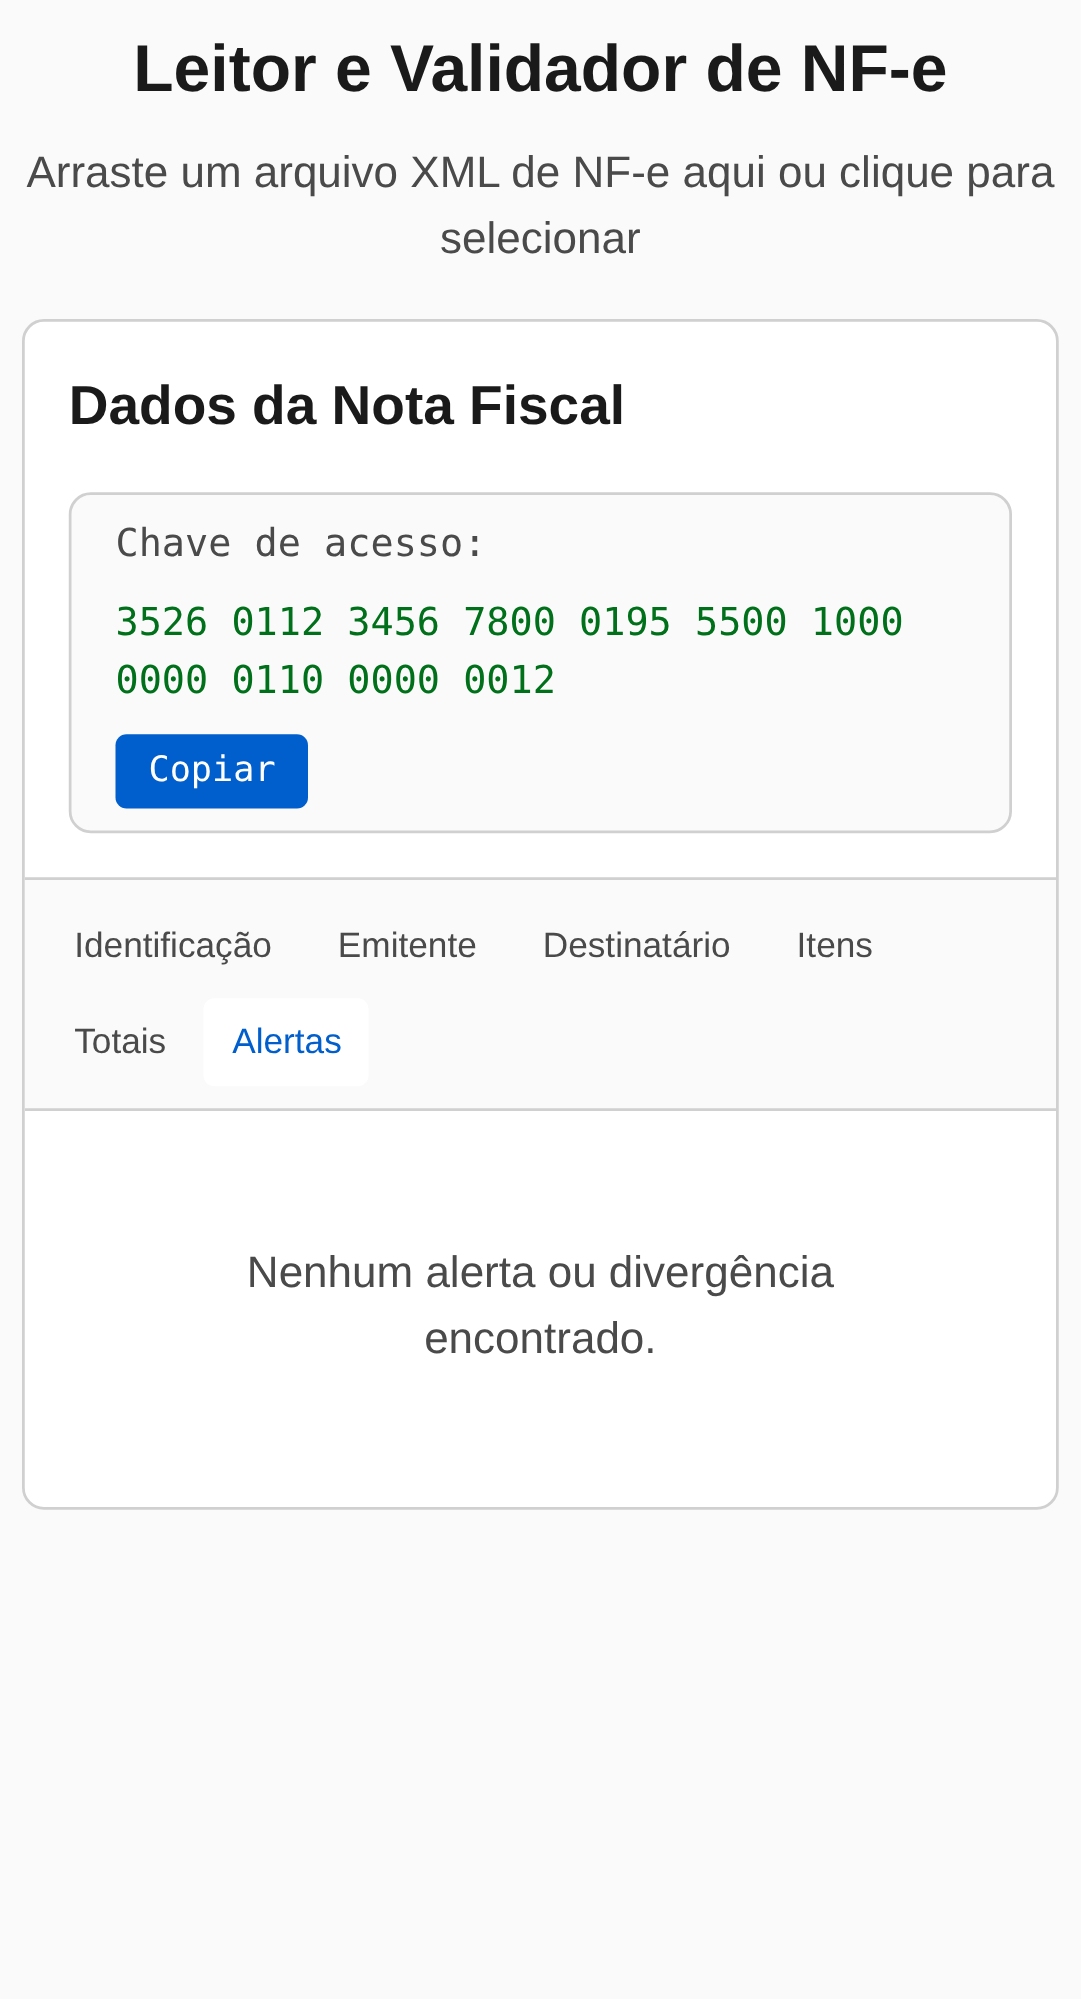 Leitor e Validador de NF-e
Arraste um arquivo XML de NF-e aqui ou clique para
selecionar
Dados da Nota Fiscal
Chave de acesso:
3526 0112 3456 7800 0195 5500 1000
0000 0110 0000 0012
Copiar
Identificação Emitente Destinatário Itens
Totais Alertas
Nenhum alerta ou divergência
encontrado.